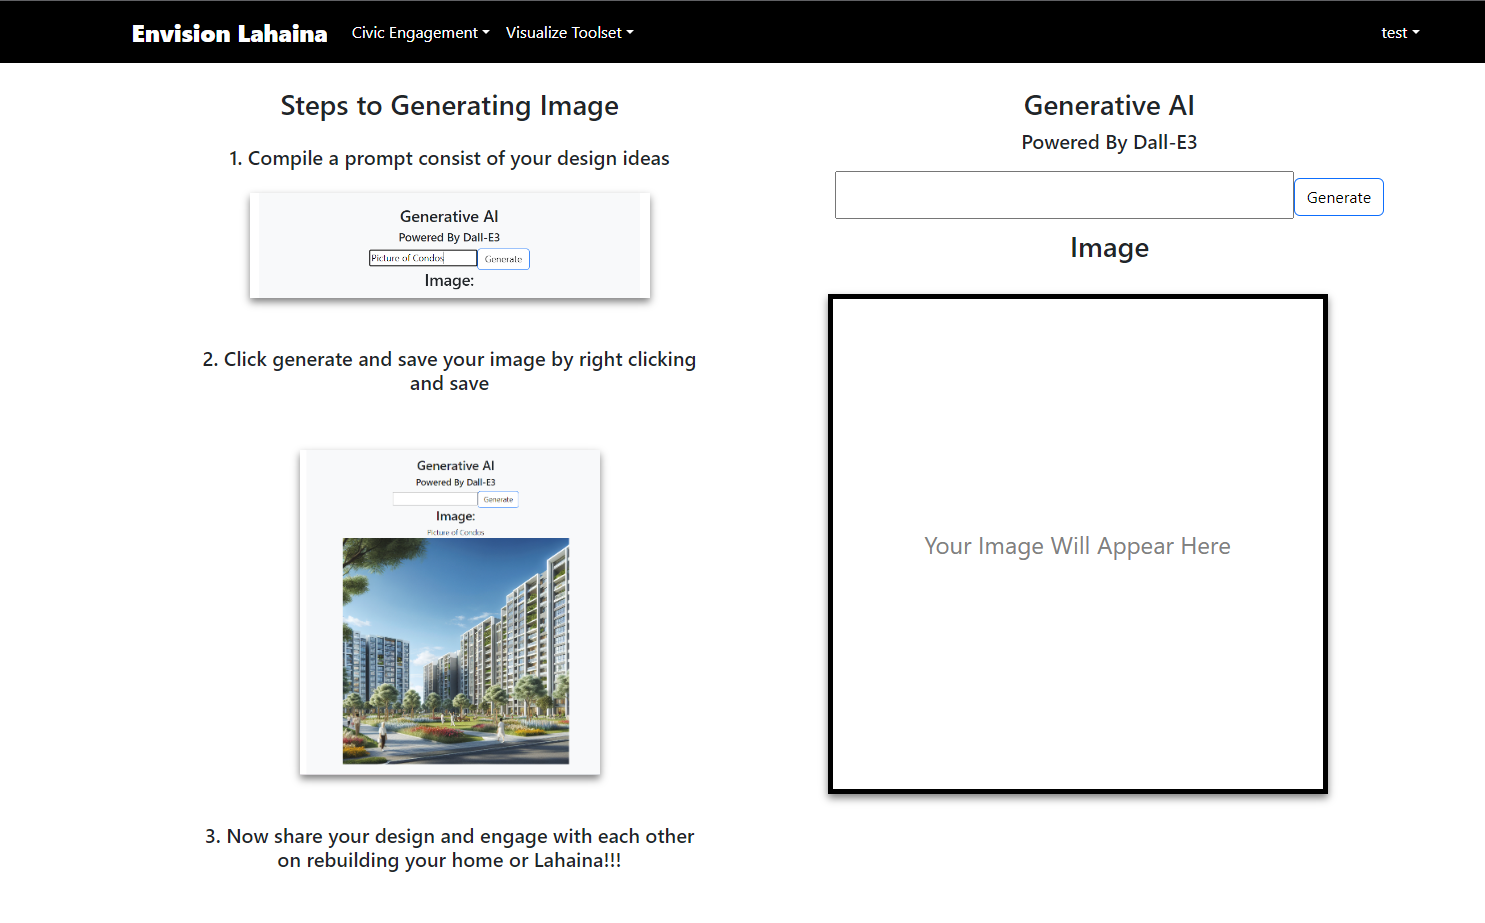 Envision Lahaina
Civic Engagement
Visualize Toolset
test
Steps to Generating Image
1. Compile a prompt consist of your design ideas
Generative AI
Powered By Dall-E3
Picture of Condos
Generate
Image:
2. Click generate and save your image by right clicking
and save
Generative AI
Powered By Dall-E3
Generate
Image:
Picture of Condos
3. Now share your design and engage with each other
on rebuilding your home or Lahaina!!!
Generative AI
Powered By Dall-E3
Generate
Image
Your Image Will Appear Here